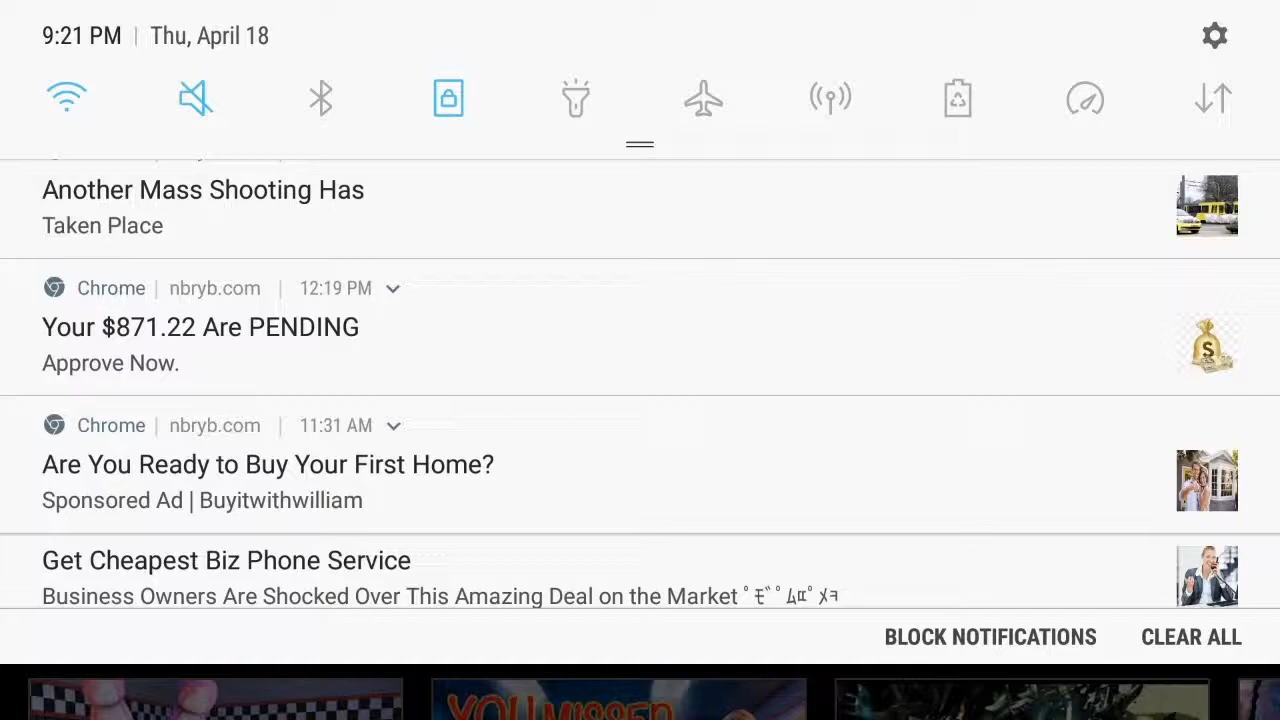 9:21 PM | Thu, April 18
Another Mass Shooting Has
Taken Place
Chrome | nbryb.com | 12:19 PM
Your $871.22 Are PENDING
Approve Now.
Chrome | nbryb.com | 11:31 AM
Are You Ready to Buy Your First Home?
Sponsored Ad | Buyitwithwilliam
Get Cheapest Biz Phone Service
Business Owners Are Shocked Over This Amazing Deal on the Market
BLOCK NOTIFICATIONS CLEAR ALL
YOU MISSED